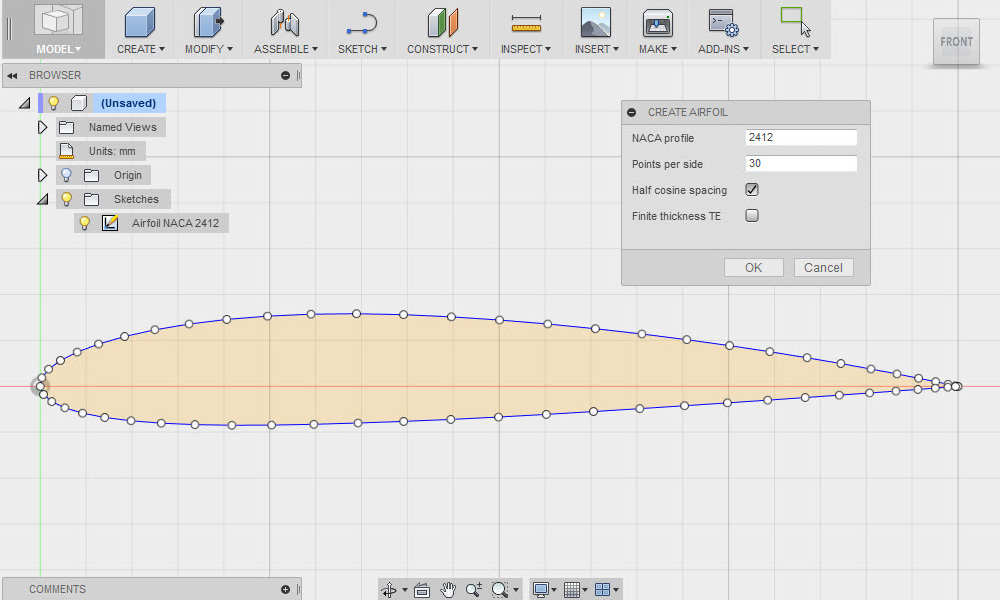 MODEL CREATE MODIFY ASSEMBLE SKETCH CONSTRUCT INSPECT INSERT MAKE ADD-INS SELECT
FRONT
BROWSER
(Unsaved)
Named Views
Units: mm
Origin
Sketches
Airfoil NACA 2412
CREATE AIRFOIL
NACA profile 2412
Points per side 30
Half cosine spacing
Finite thickness TE
OK Cancel
COMMENTS